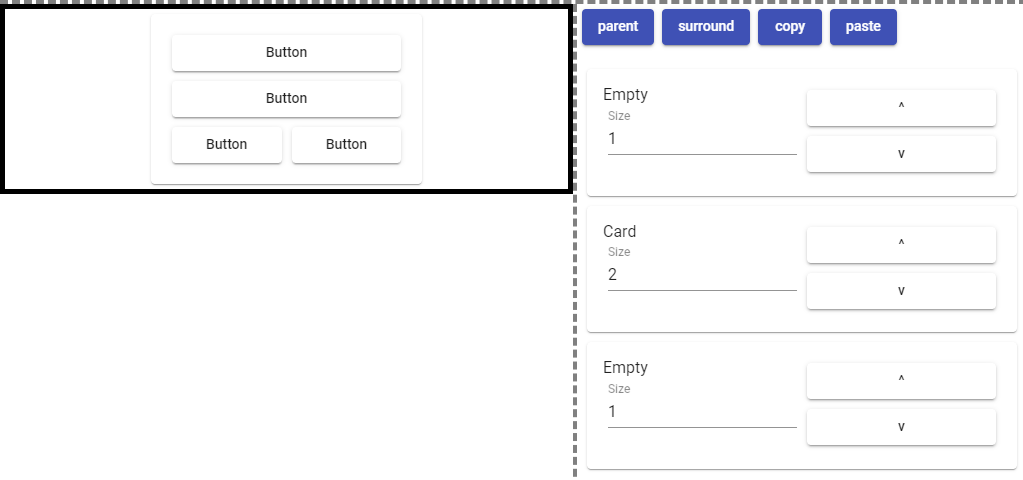 Button
Button
Button Button
parent surround copy paste
Empty
Size
1
^
v
Card
Size
2
^
v
Empty
Size
1
^
v